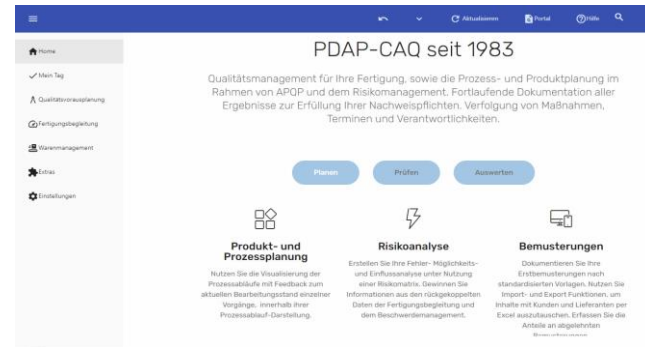 Aktualisieren
Portal
Hilfe
Home
Mein Tag
Qualitätsvorausplanung
Fertigungsbegleitung
Warenmanagement
Extras
Einstellungen
PDAP-CAQ seit 1983
Qualitätsmanagement für Ihre Fertigung, sowie die Prozess- und Produktplanung im
Rahmen von APQP und dem Risikomanagement. Fortlaufende Dokumentation aller
Ergebnisse zur Erfüllung Ihrer Nachweispflichten. Verfolgung von Maßnahmen,
Terminen und Verantwortlichkeiten.
Planen
Prüfen
Auswerten
Produkt- und
Prozessplanung
Nutzen Sie die Visualisierung der
Prozessabläufe mit Feedback zum
aktuellen Bearbeitungsstand einzelner
Vorgänge, innerhalb ihrer
Prozessablauf-Darstellung.
Risikoanalyse
Erstellen Sie Ihre Fehler- Möglichkeits-
und Einflussanalyse unter Nutzung
einer Risikomatrix. Gewinnen Sie
Informationen aus den rückgekoppelten
Daten der Fertigungsbegleitung und
dem Beschwerdemanagement.
Bemusterungen
Dokumentieren Sie Ihre
Erstbemusterungen nach
standardisierten Vorlagen. Nutzen Sie
Import- und Export Funktionen, um
Inhalte mit Kunden und Lieferanten per
Excel auszutauschen. Erfassen Sie die
Anteile an abgelehnten